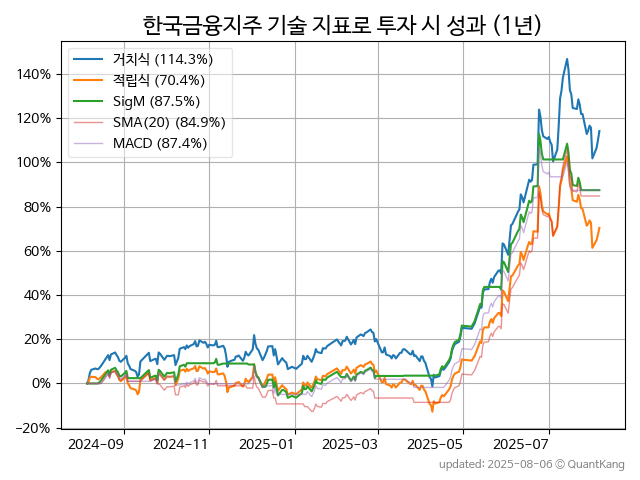 한국금융지주 기술 지표로 투자 시 성과 (1년)
거치식 (114.3%)
적립식 (70.4%)
SigM (87.5%)
SMA(20) (84.9%)
MACD (87.4%)
140%
120%
100%
80%
60%
40%
20%
0%
−20%
2024−09 2024−11 2025−01 2025−03 2025−05 2025−07
updated: 2025-08-06 © QuantKang